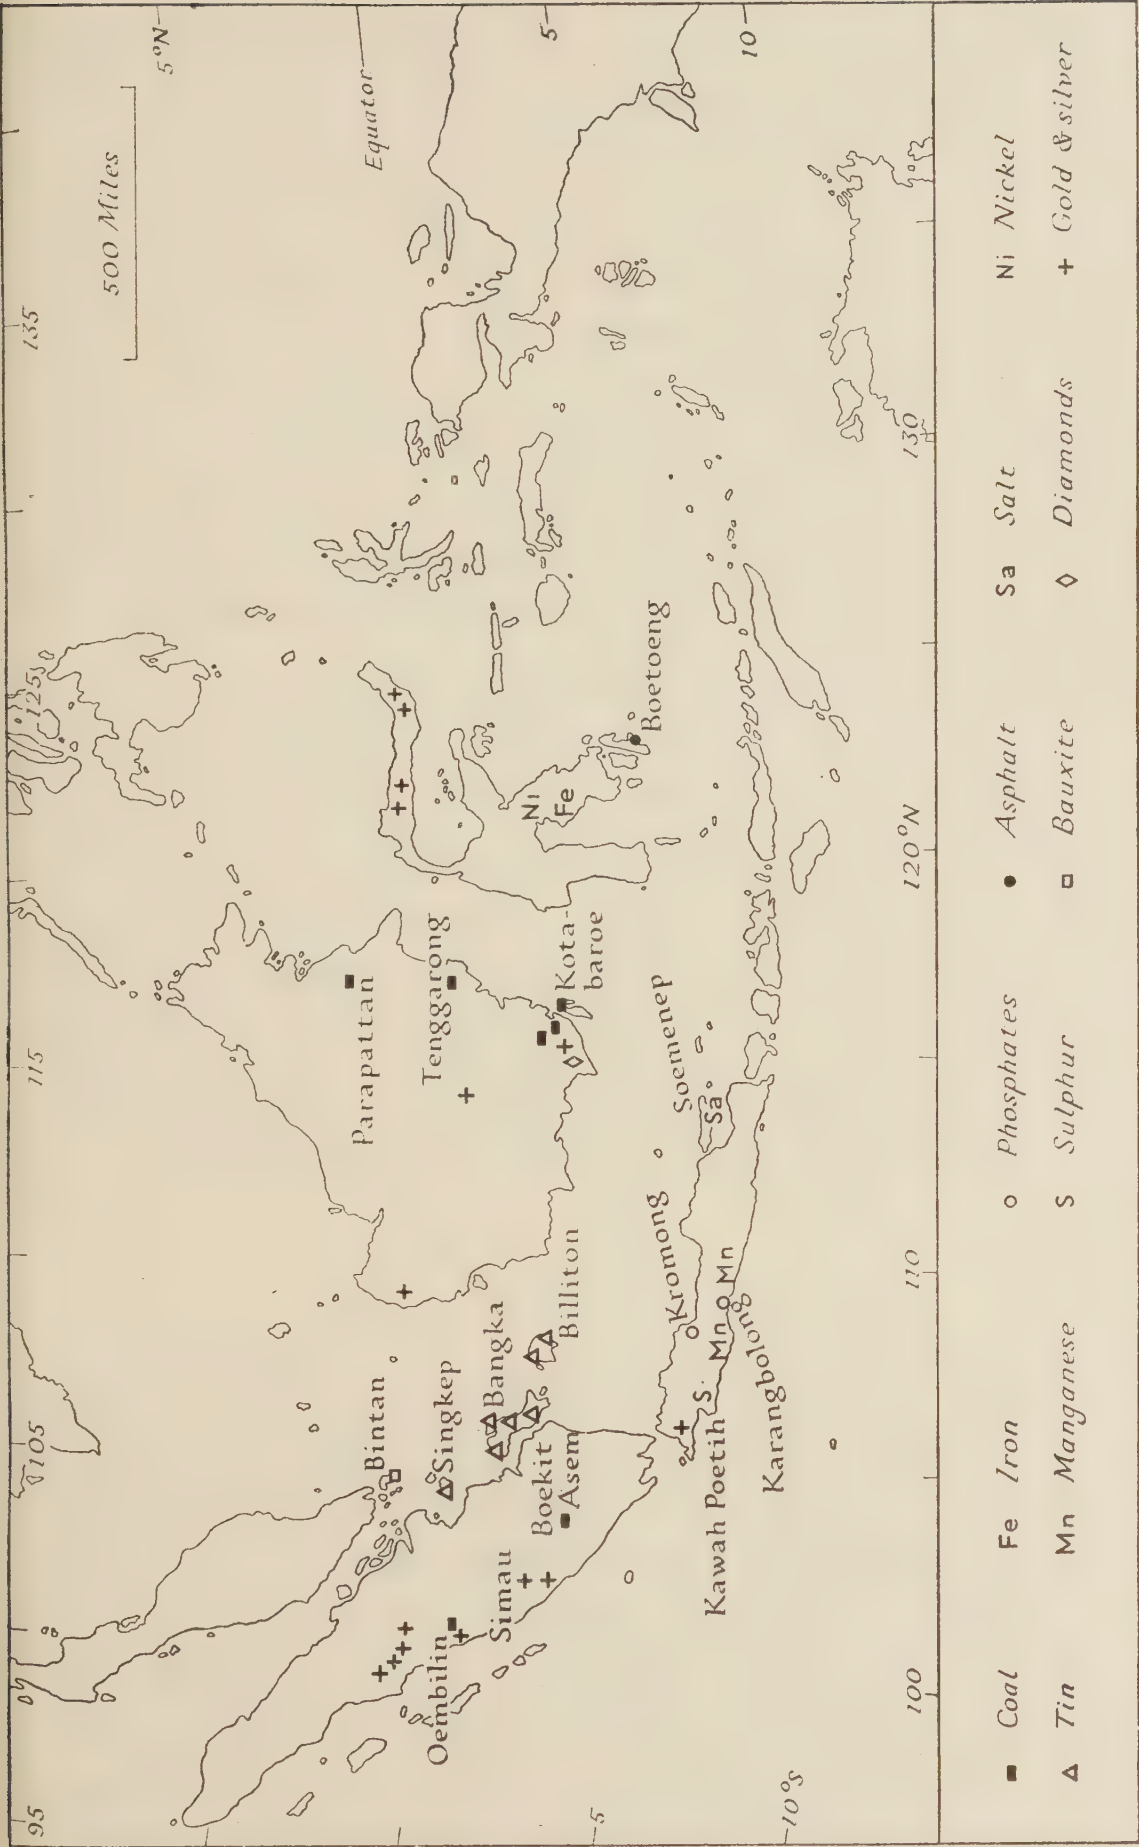 95
105
115
125
135
5°N
500 Miles
Equator
5
10
Parapattan
Tenggarong
Kota-
baroe
Ni
Fe
Boetoeng
Bintan
Singkep
Bangka
Billiton
Oembilin
Simau
Boekit
Asem
Kromong
Soemenep
Sa
S
Mn
Mn
Kawah Poetih
Karangbolong
5
10°S
100
110
120°N
130
Coal
Fe Iron
Phosphates
Asphalt
Sa Salt
Ni Nickel
Tin
Mn Manganese
S Sulphur
Bauxite
Diamonds
Gold & silver